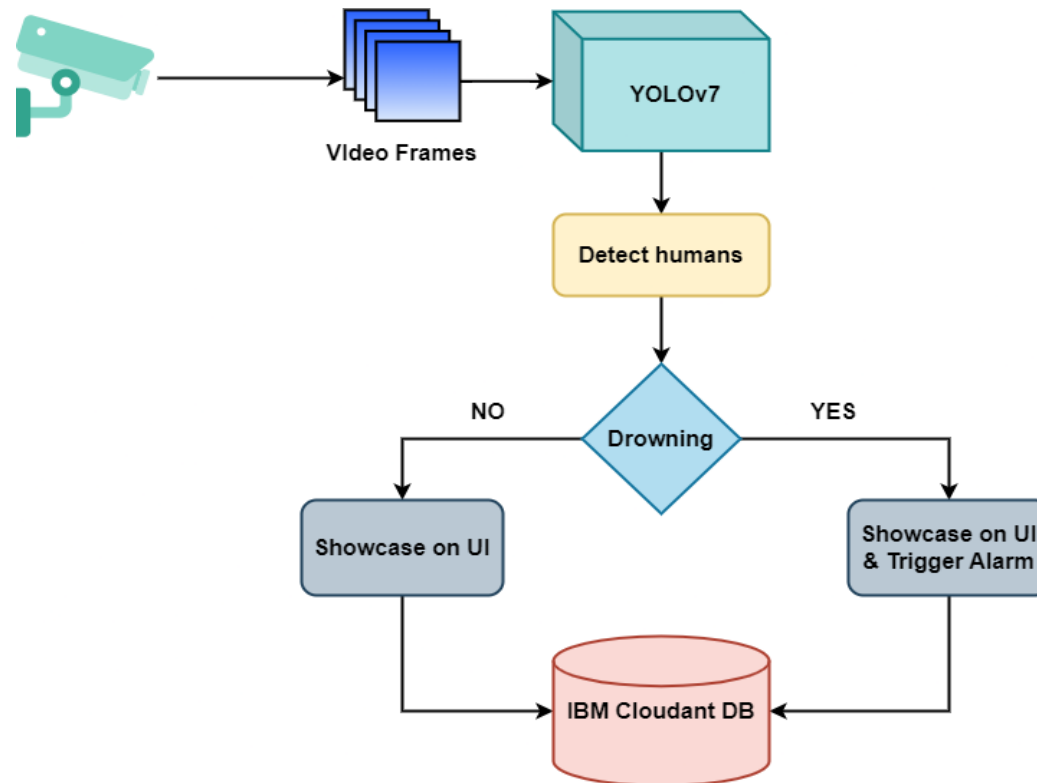 YOLOv7
VIdeo Frames
Detect humans
NO
YES
Drowning
Showcase on UI
Showcase on UI
& Trigger Alarm
IBM Cloudant DB